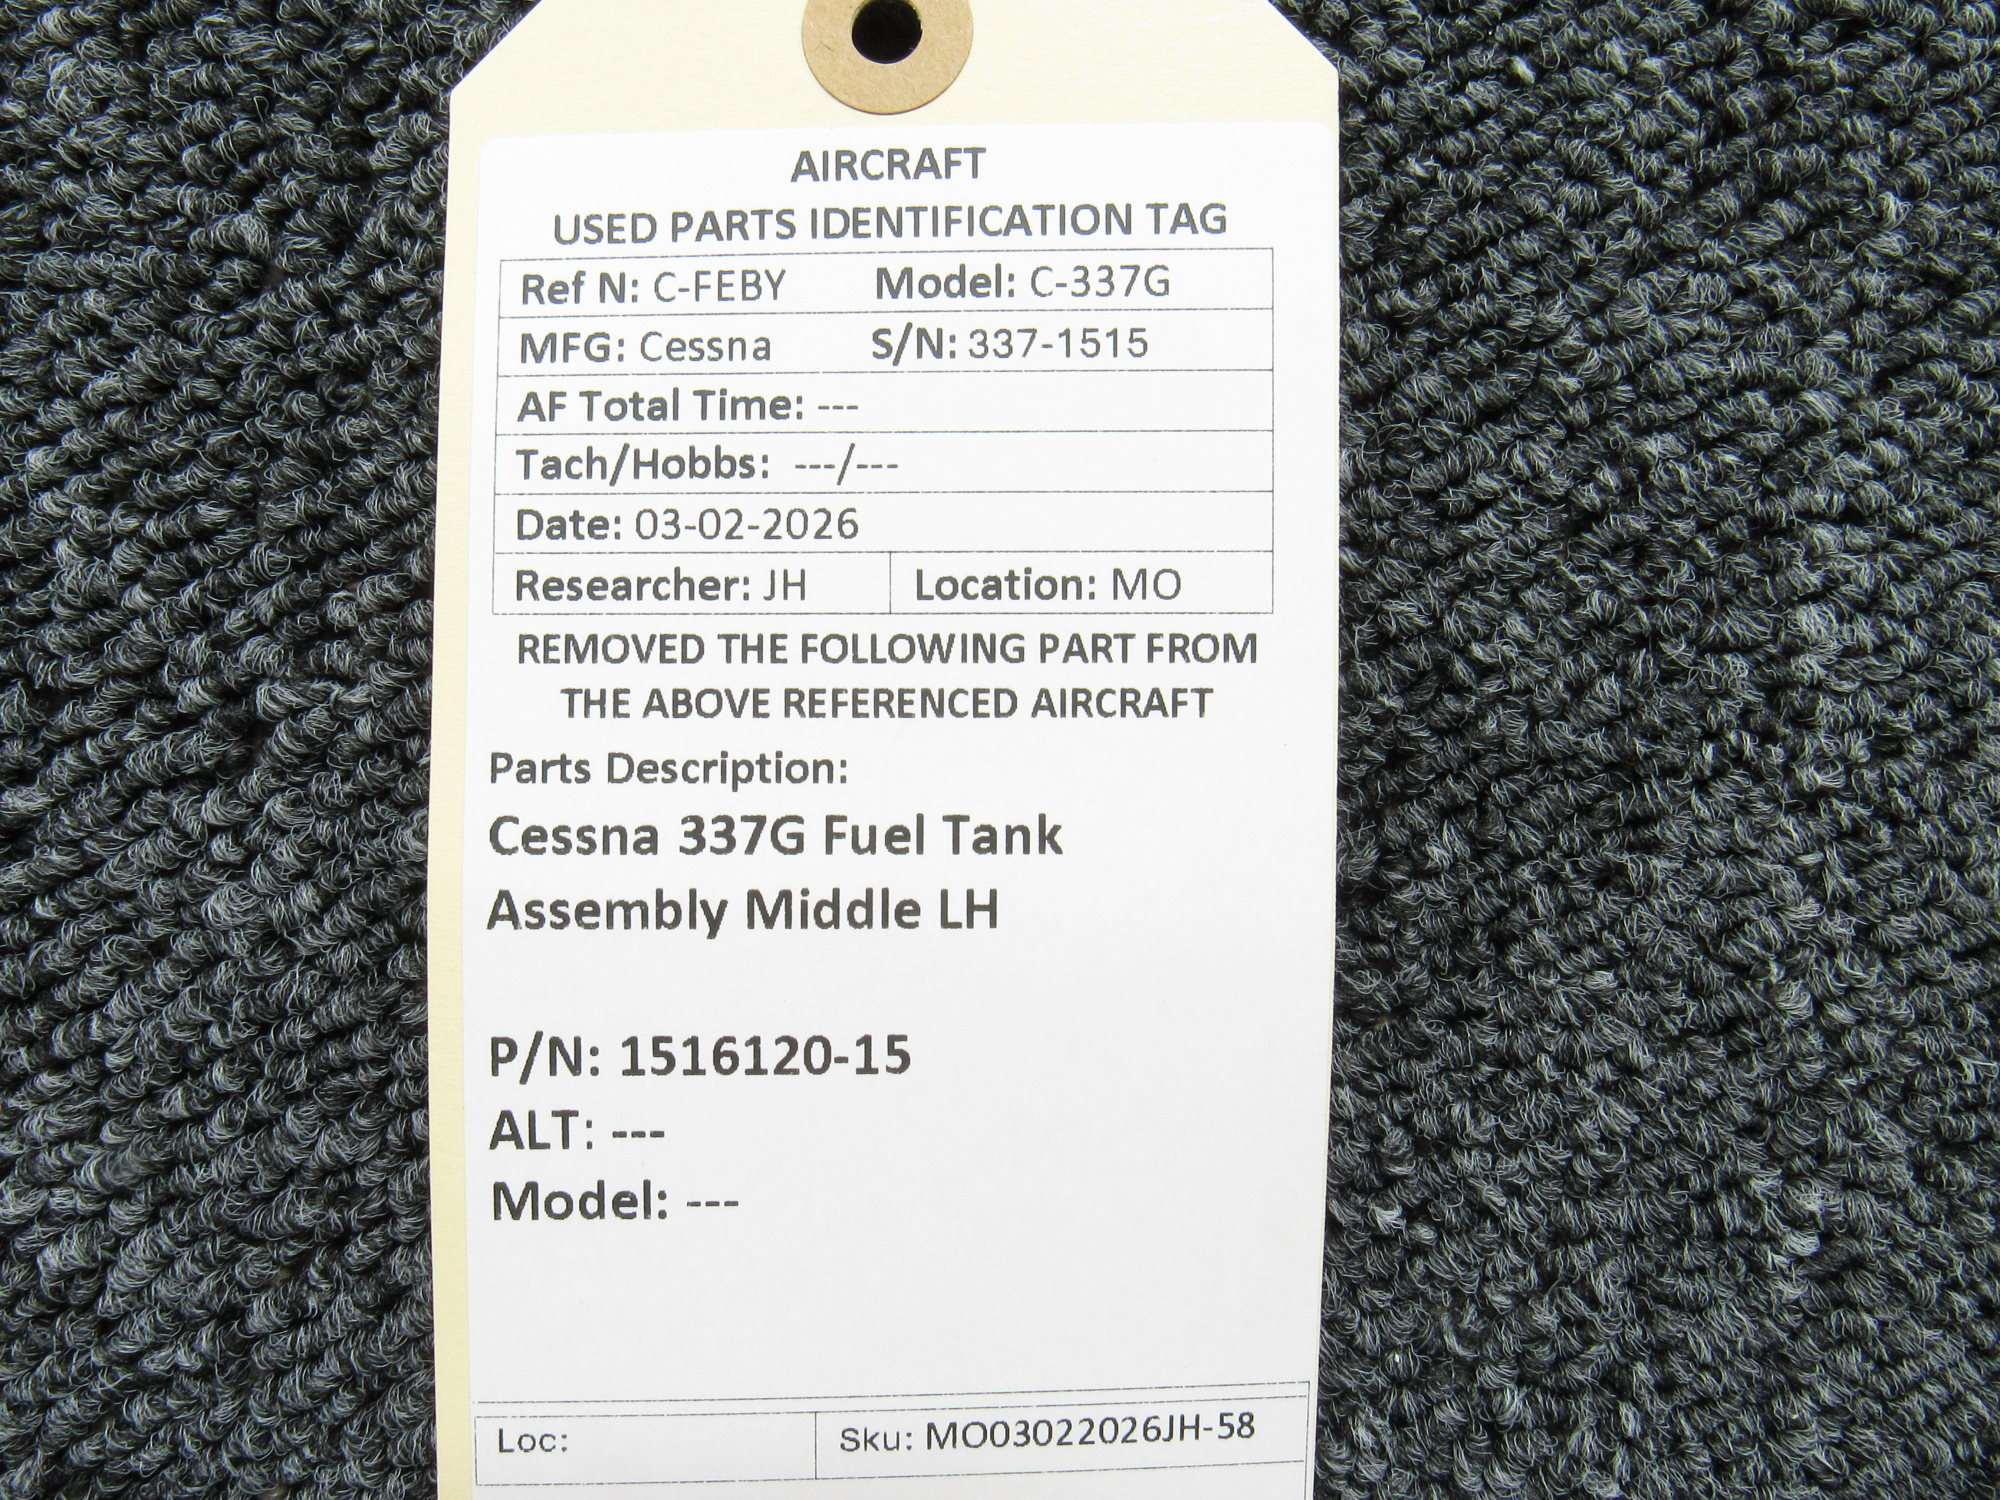 AIRCRAFT
USED PARTS IDENTIFICATION TAG
Ref N: C-FEBY Model: C-337G
MFG: Cessna S/N: 337-1515
AF Total Time: ---
Tach/Hobbs: ---/---
Date: 03-02-2026
Researcher: JH Location: MO
REMOVED THE FOLLOWING PART FROM
THE ABOVE REFERENCED AIRCRAFT
Parts Description:
Cessna 337G Fuel Tank
Assembly Middle LH
P/N: 1516120-15
ALT: ---
Model: ---
Loc: Sku: MO03022026JH-58